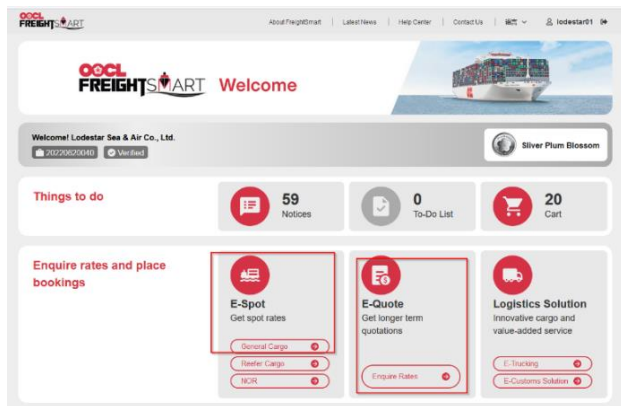 OOCL
FREIGHTSMART
About FreightSmart
Latest News
Help Center
Contact Us
lodestar01
OOCL
FREIGHTSMART
Welcome
Welcome! Lodestar Sea & Air Co., Ltd.
20220620040
Verified
Sliver Plum Blossom
Things to do
59
Notices
0
To-Do List
20
Cart
Enquire rates and place
bookings
E-Spot
Get spot rates
General Cargo
Reefer Cargo
NOR
E-Quote
Get longer term
quotations
Enquire Rates
Logistics Solution
Innovative cargo and
value-added service
E-Trucking
E-Customs Solution